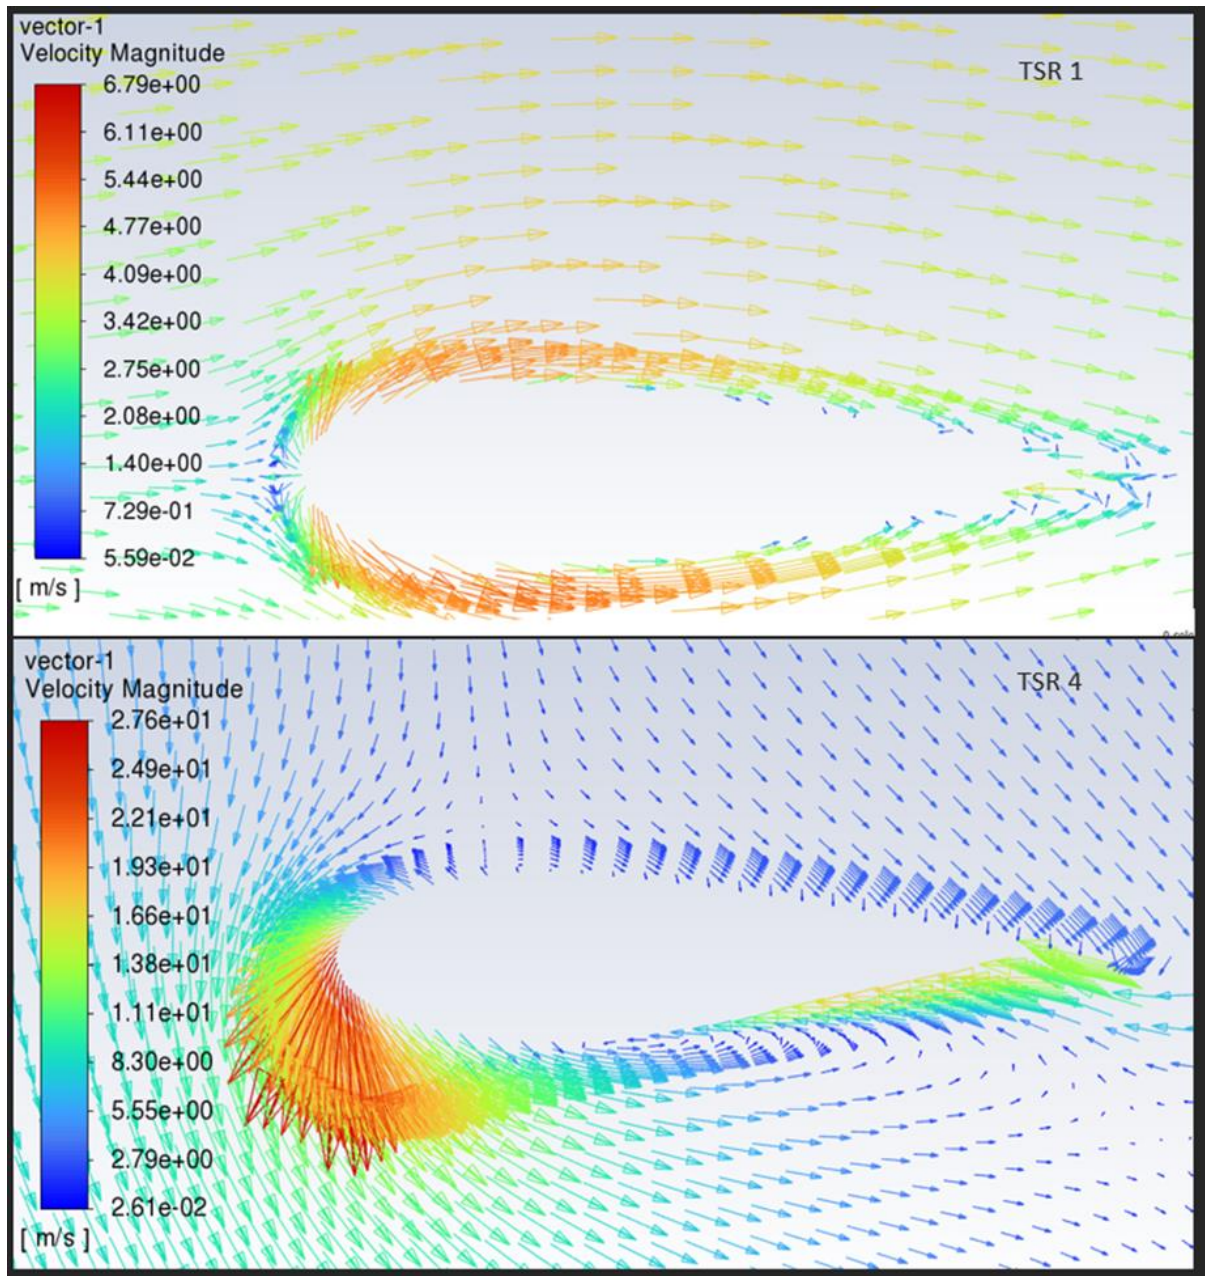 vector-1
Velocity Magnitude
TSR 1
6.79e+00
6.11e+00
5.44e+00
4.77e+00
4.09e+00
3.42e+00
2.75e+00
2.08e+00
1.40e+00
7.29e-01
5.59e-02
[ m/s ]
vector-1
Velocity Magnitude
TSR 4
2.76e+01
2.49e+01
2.21e+01
1.93e+01
1.66e+01
1.38e+01
1.11e+01
8.30e+00
5.55e+00
2.79e+00
2.61e-02
[ m/s ]